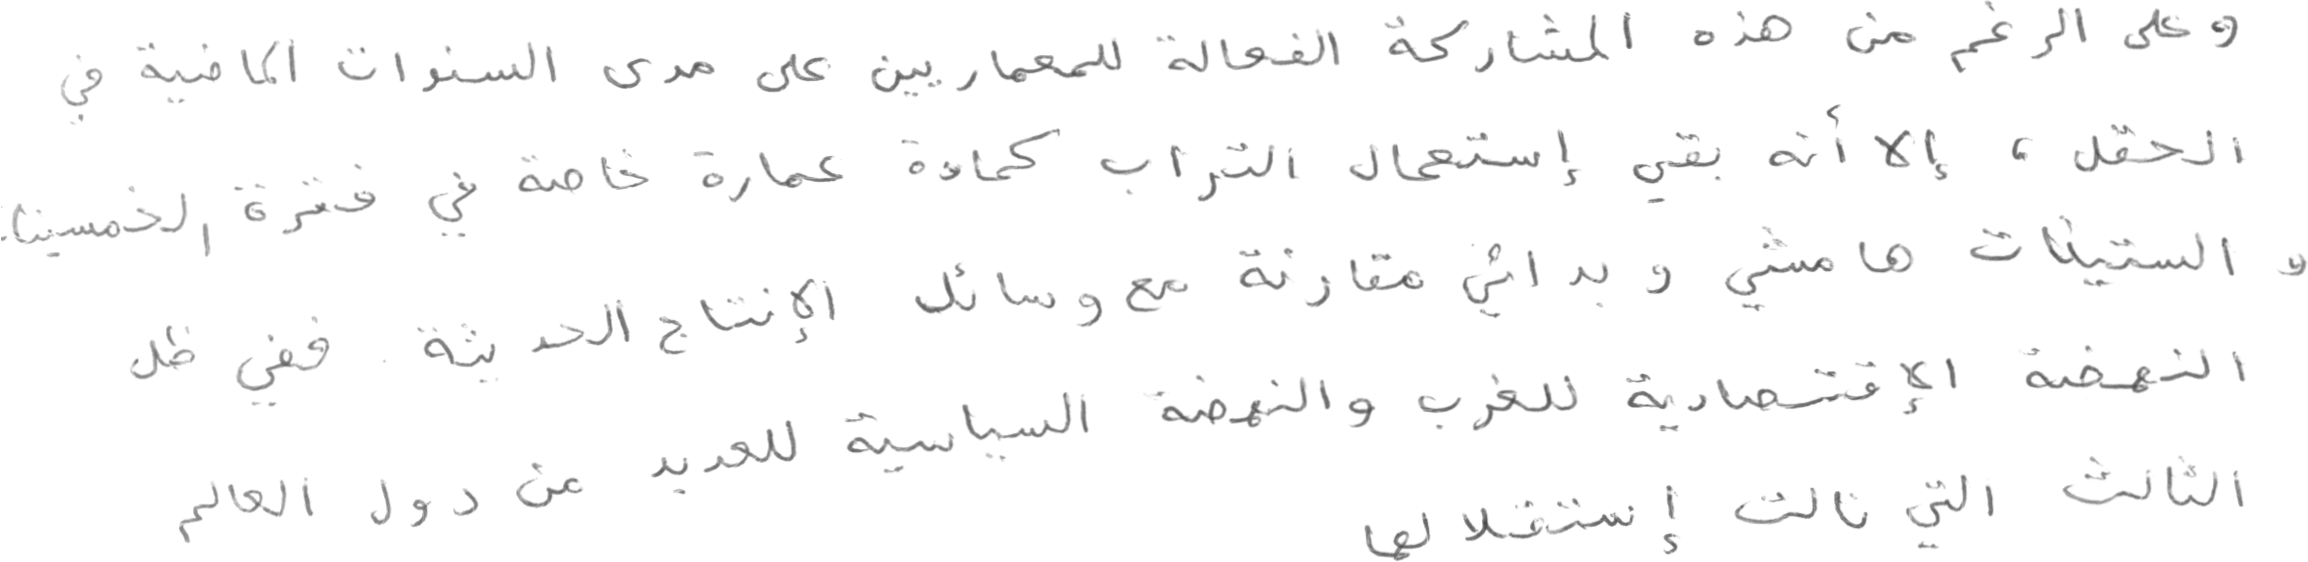 وعلى الرغم من هذه المشاركة الفعالة للمعماريين على مدى السنوات الماضية في
الحقل ، إلا أنه بقي إستعمال التراب كمادة عمارة خاصة في فترة الخمسينات
و الستينات هامشي و بدائي مقارنة مع وسائل الإنتاج الحديثة . ففي ظل
النهضة الإقتصادية للغرب والنهضة السياسية للعديد من دول العالم
الثالث التي نالت إستقلالها